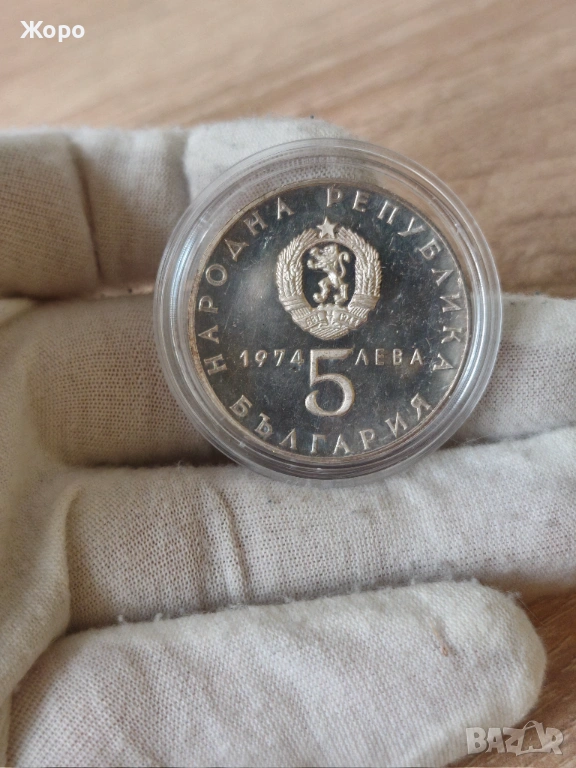 Жоро
НАРОДНА РЕПУБЛИКА
1974 ЛЕВА
5
БЪЛГАРИЯ
BAZAR